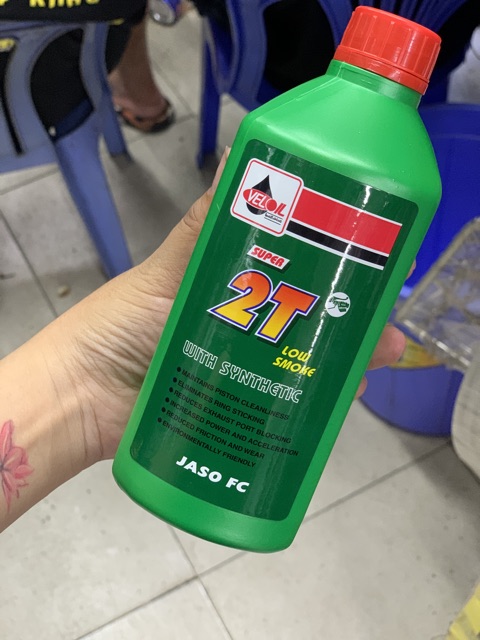 VELOIL
SUPER
2T
LOW
SMOKE
WITH SYNTHETIC
• MAINTAINS PISTON CLEANLINESS
• ELIMINATES RING STICKING
• REDUCES EXHAUST PORT BLOCKING
• INCREASED POWER AND ACCELERATION
• REDUCED FRICTION AND WEAR
• ENVIRONMENTALLY FRIENDLY
JASO FC